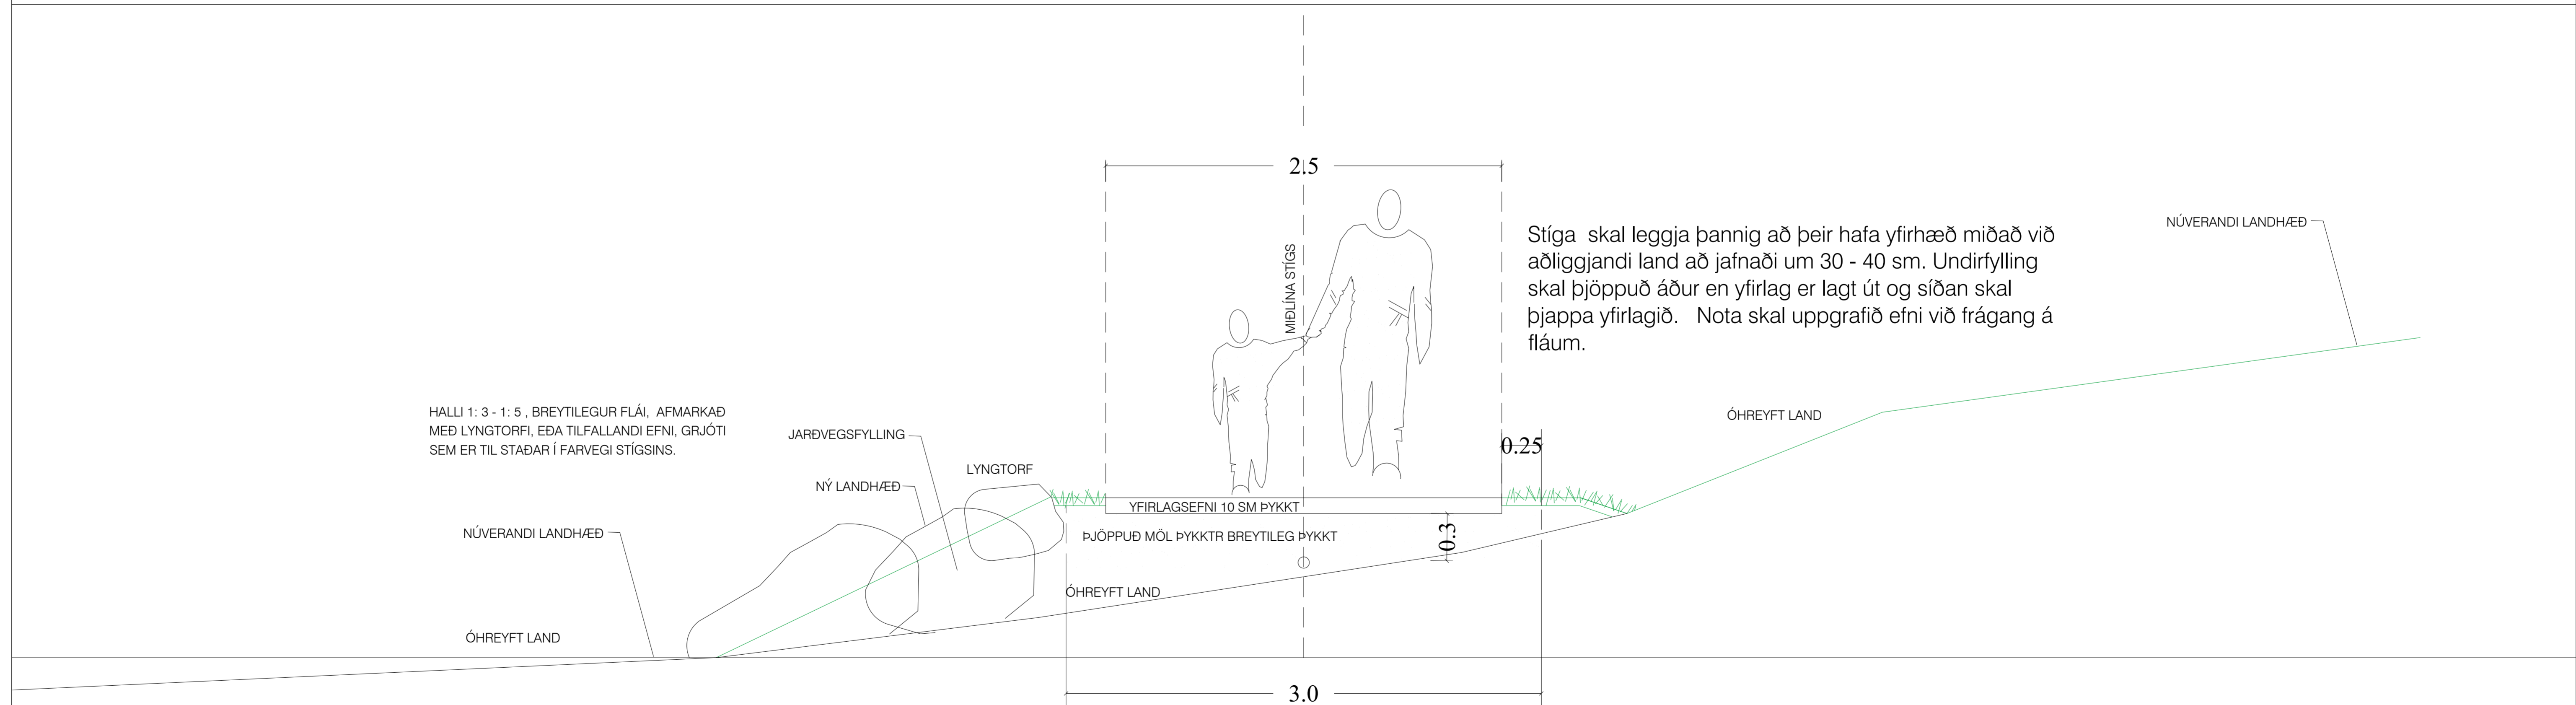 2.5
MIÐLÍNA STÍGS
Stíga skal leggja þannig að þeir hafa yfirhæð miðað við
aðliggjandi land að jafnaði um 30 - 40 sm. Undirfylling
skal þjöppuð áður en yfirlag er lagt út og síðan skal
þjappa yfirlagið. Nota skal uppgrafið efni við frágang á
fláum.
NÚVERANDI LANDHÆÐ
ÓHREYFT LAND
HALLI 1: 3 - 1: 5 , BREYTILEGUR FLÁI, AFMARKAÐ
MEÐ LYNGTORFI, EÐA TILFALLANDI EFNI, GRJÓTI
SEM ER TIL STAÐAR Í FARVEGI STÍGSINS.
JARÐVEGSFYLLING
0.25
LYNGTORF
NÝ LANDHÆÐ
YFIRLAGSEFNI 10 SM ÞYKKT
NÚVERANDI LANDHÆÐ
ÞJÖPPUÐ MÖL ÞYKKTR BREYTILEG ÞYKKT
0.3
ÓHREYFT LAND
ÓHREYFT LAND
3.0